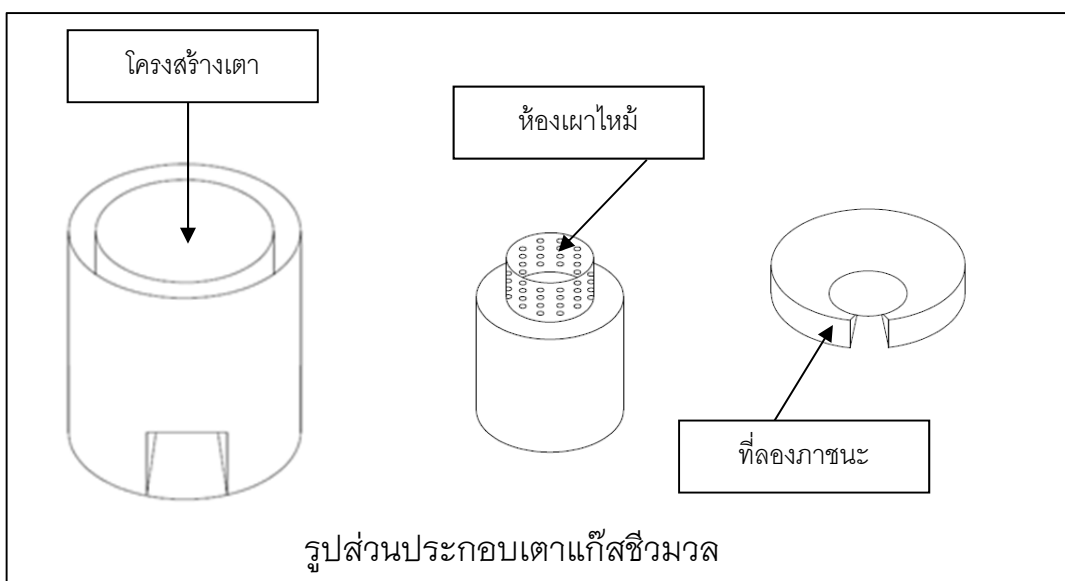 โครงสร้างเตา
ห้องเผาไหม้
ที่ลองภาชนะ
รูปส่วนประกอบเตาแก๊สชีวมวล